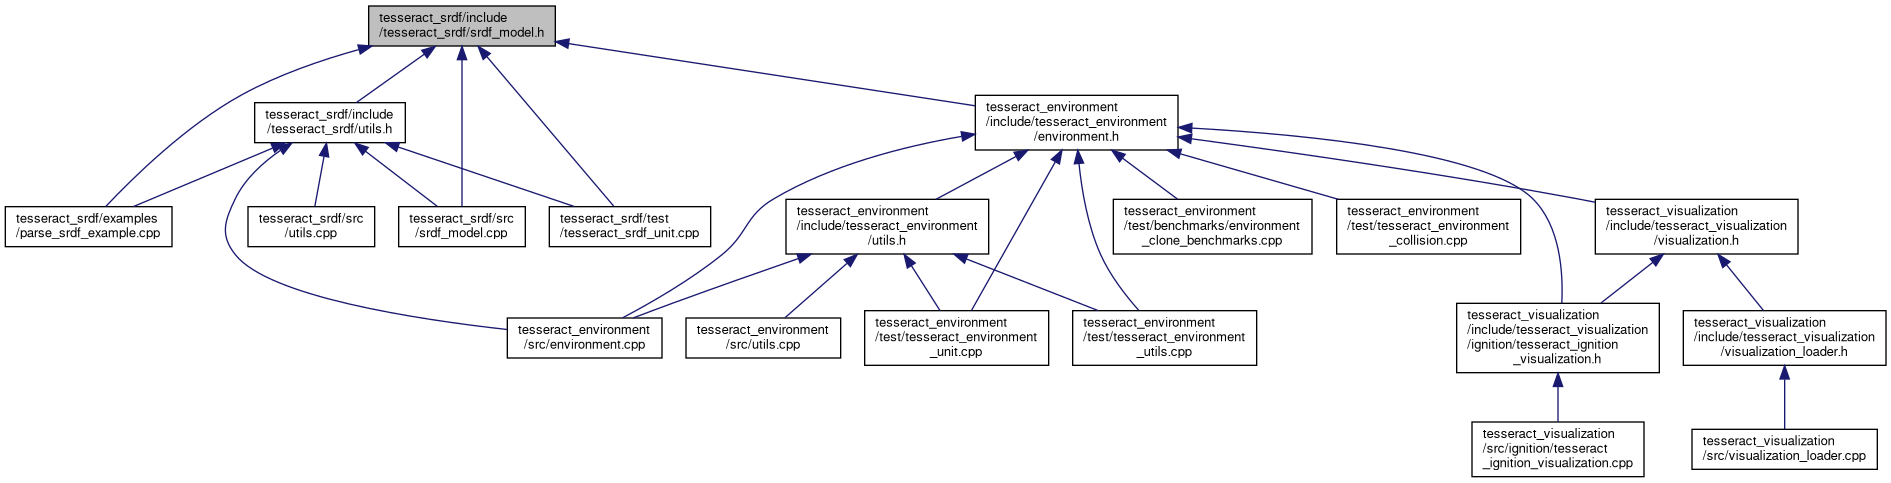 tesseract_srdf/include
/tesseract_srdf/srdf_model.h
tesseract_srdf/include
/tesseract_srdf/utils.h
tesseract_environment
/include/tesseract_environment
/environment.h
tesseract_srdf/examples
/parse_srdf_example.cpp
tesseract_srdf/src
/utils.cpp
tesseract_srdf/src
/srdf_model.cpp
tesseract_srdf/test
/tesseract_srdf_unit.cpp
tesseract_environment
/include/tesseract_environment
/utils.h
tesseract_environment
/test/benchmarks/environment
_clone_benchmarks.cpp
tesseract_environment
/test/tesseract_environment
_collision.cpp
tesseract_visualization
/include/tesseract_visualization
/visualization.h
tesseract_environment
/src/environment.cpp
tesseract_environment
/src/utils.cpp
tesseract_environment
/test/tesseract_environment
_unit.cpp
tesseract_environment
/test/tesseract_environment
_utils.cpp
tesseract_visualization
/include/tesseract_visualization
/ignition/tesseract_ignition
_visualization.h
tesseract_visualization
/include/tesseract_visualization
/visualization_loader.h
tesseract_visualization
/src/ignition/tesseract
_ignition_visualization.cpp
tesseract_visualization
/src/visualization_loader.cpp